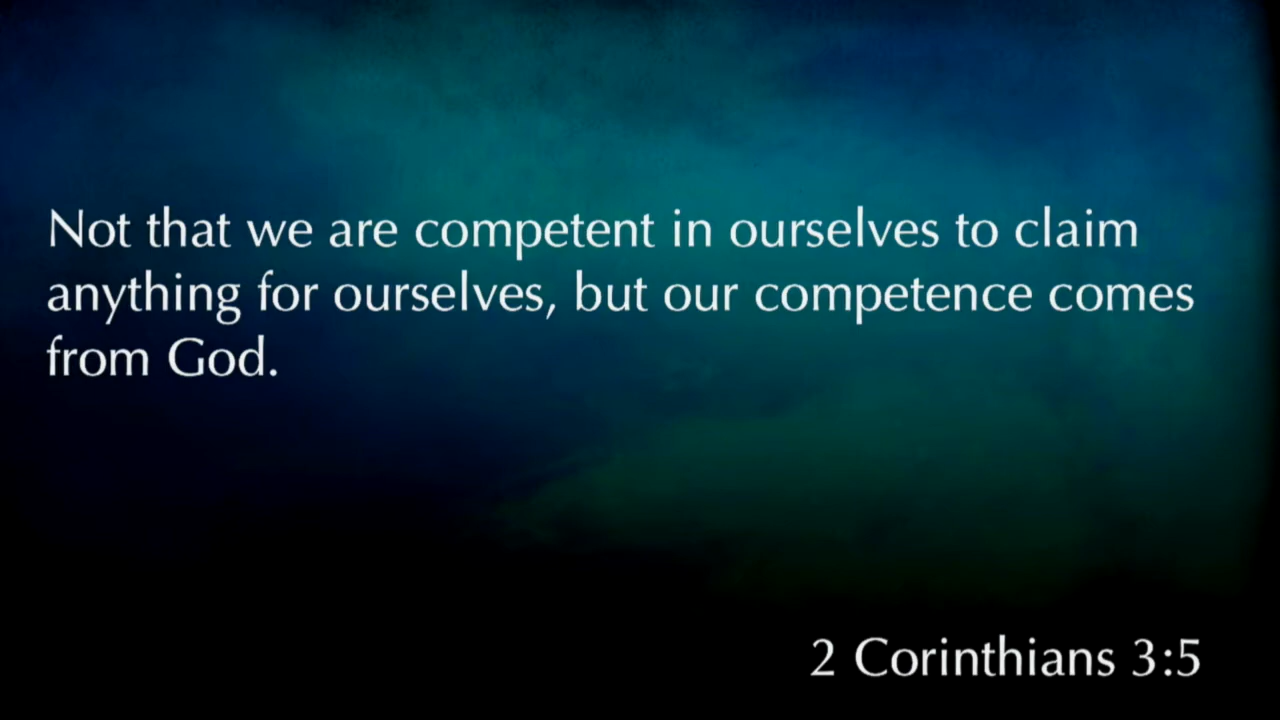 Not that we are competent in ourselves to claim
anything for ourselves, but our competence comes
from God.
2 Corinthians 3:5